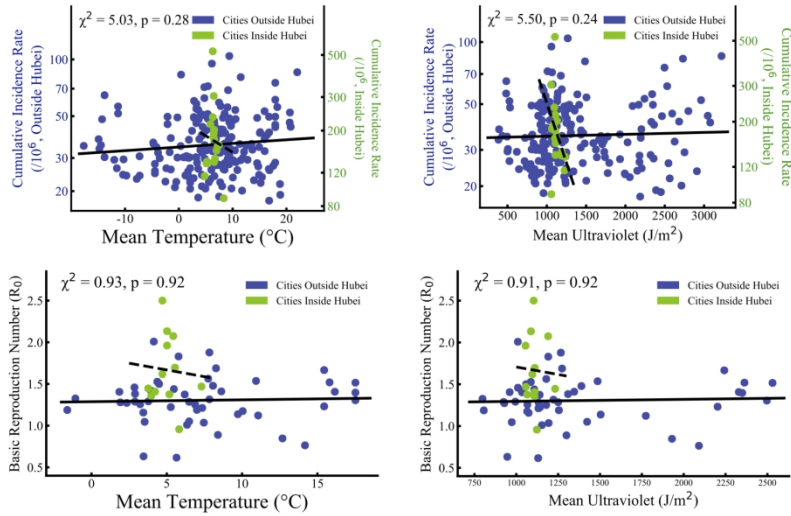 χ² = 5.03, p = 0.28
Cities Outside Hubei
Cities Inside Hubei
Cumulative Incidence Rate
(/10⁶, Outside Hubei)
100
70
50
30
20
Cumulative Incidence Rate
(/10⁶, Inside Hubei)
500
300
200
120
80
-10
0
10
20
Mean Temperature (°C)
χ² = 5.50, p = 0.24
Cities Outside Hubei
Cities Inside Hubei
Cumulative Incidence Rate
(/10⁶, Outside Hubei)
100
70
50
30
20
Cumulative Incidence Rate
(/10⁶, Inside Hubei)
500
300
200
120
80
500
1000
1500
2000
2500
3000
Mean Ultraviolet (J/m²)
χ² = 0.93, p = 0.92
Cities Outside Hubei
Cities Inside Hubei
Basic Reproduction Number (R₀)
2.5
2.0
1.5
1.0
0.5
0
5
10
15
Mean Temperature (°C)
χ² = 0.91, p = 0.92
Cities Outside Hubei
Cities Inside Hubei
Basic Reproduction Number (R₀)
2.5
2.0
1.5
1.0
0.5
750
1000
1250
1500
1750
2000
2250
2500
Mean Ultraviolet (J/m²)